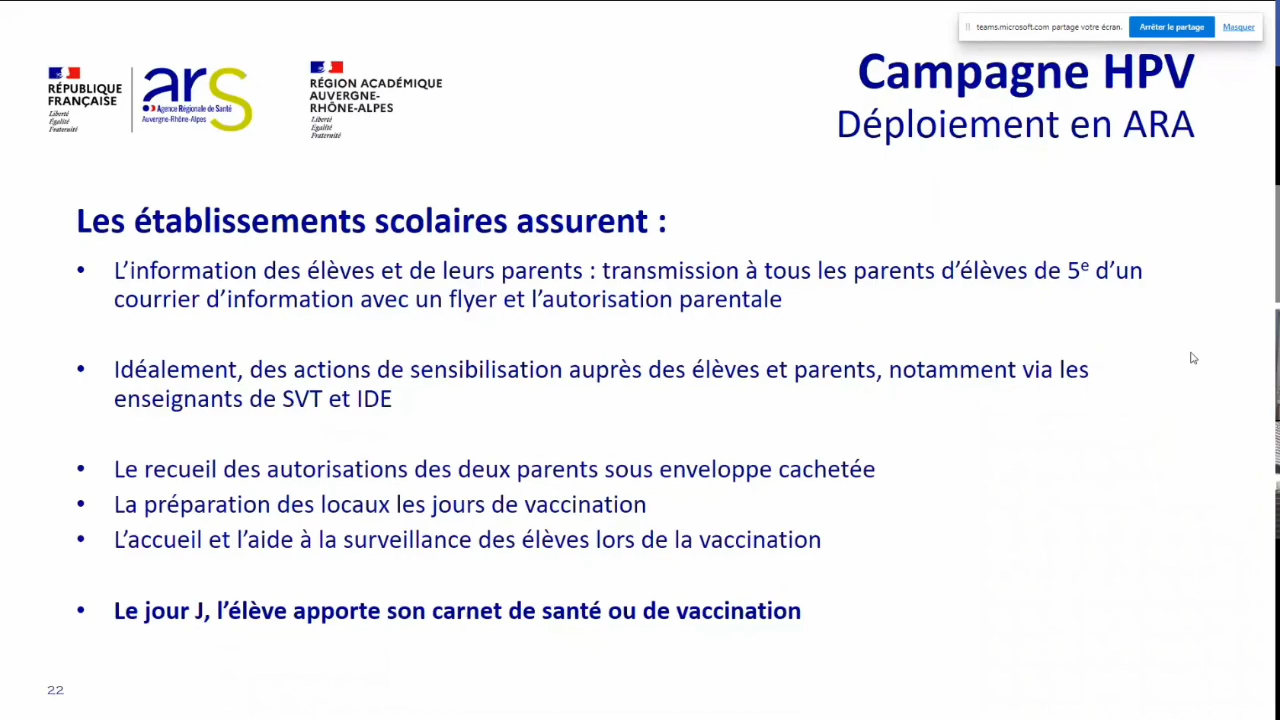 teams.microsoft.com partage votre écran.
Arrêter le partage
Masquer
RÉPUBLIQUE
FRANÇAISE
Liberté
Égalité
Fraternité
ars
Agence Régionale de Santé
Auvergne-Rhône-Alpes
RÉGION ACADÉMIQUE
AUVERGNE-
RHÔNE-ALPES
Liberté
Égalité
Fraternité
Campagne HPV
Déploiement en ARA
Les établissements scolaires assurent :
• L’information des élèves et de leurs parents : transmission à tous les parents d’élèves de 5e d’un
courrier d’information avec un flyer et l’autorisation parentale
• Idéalement, des actions de sensibilisation auprès des élèves et parents, notamment via les
enseignants de SVT et IDE
• Le recueil des autorisations des deux parents sous enveloppe cachetée
• La préparation des locaux les jours de vaccination
• L’accueil et l’aide à la surveillance des élèves lors de la vaccination
• Le jour J, l’élève apporte son carnet de santé ou de vaccination
22